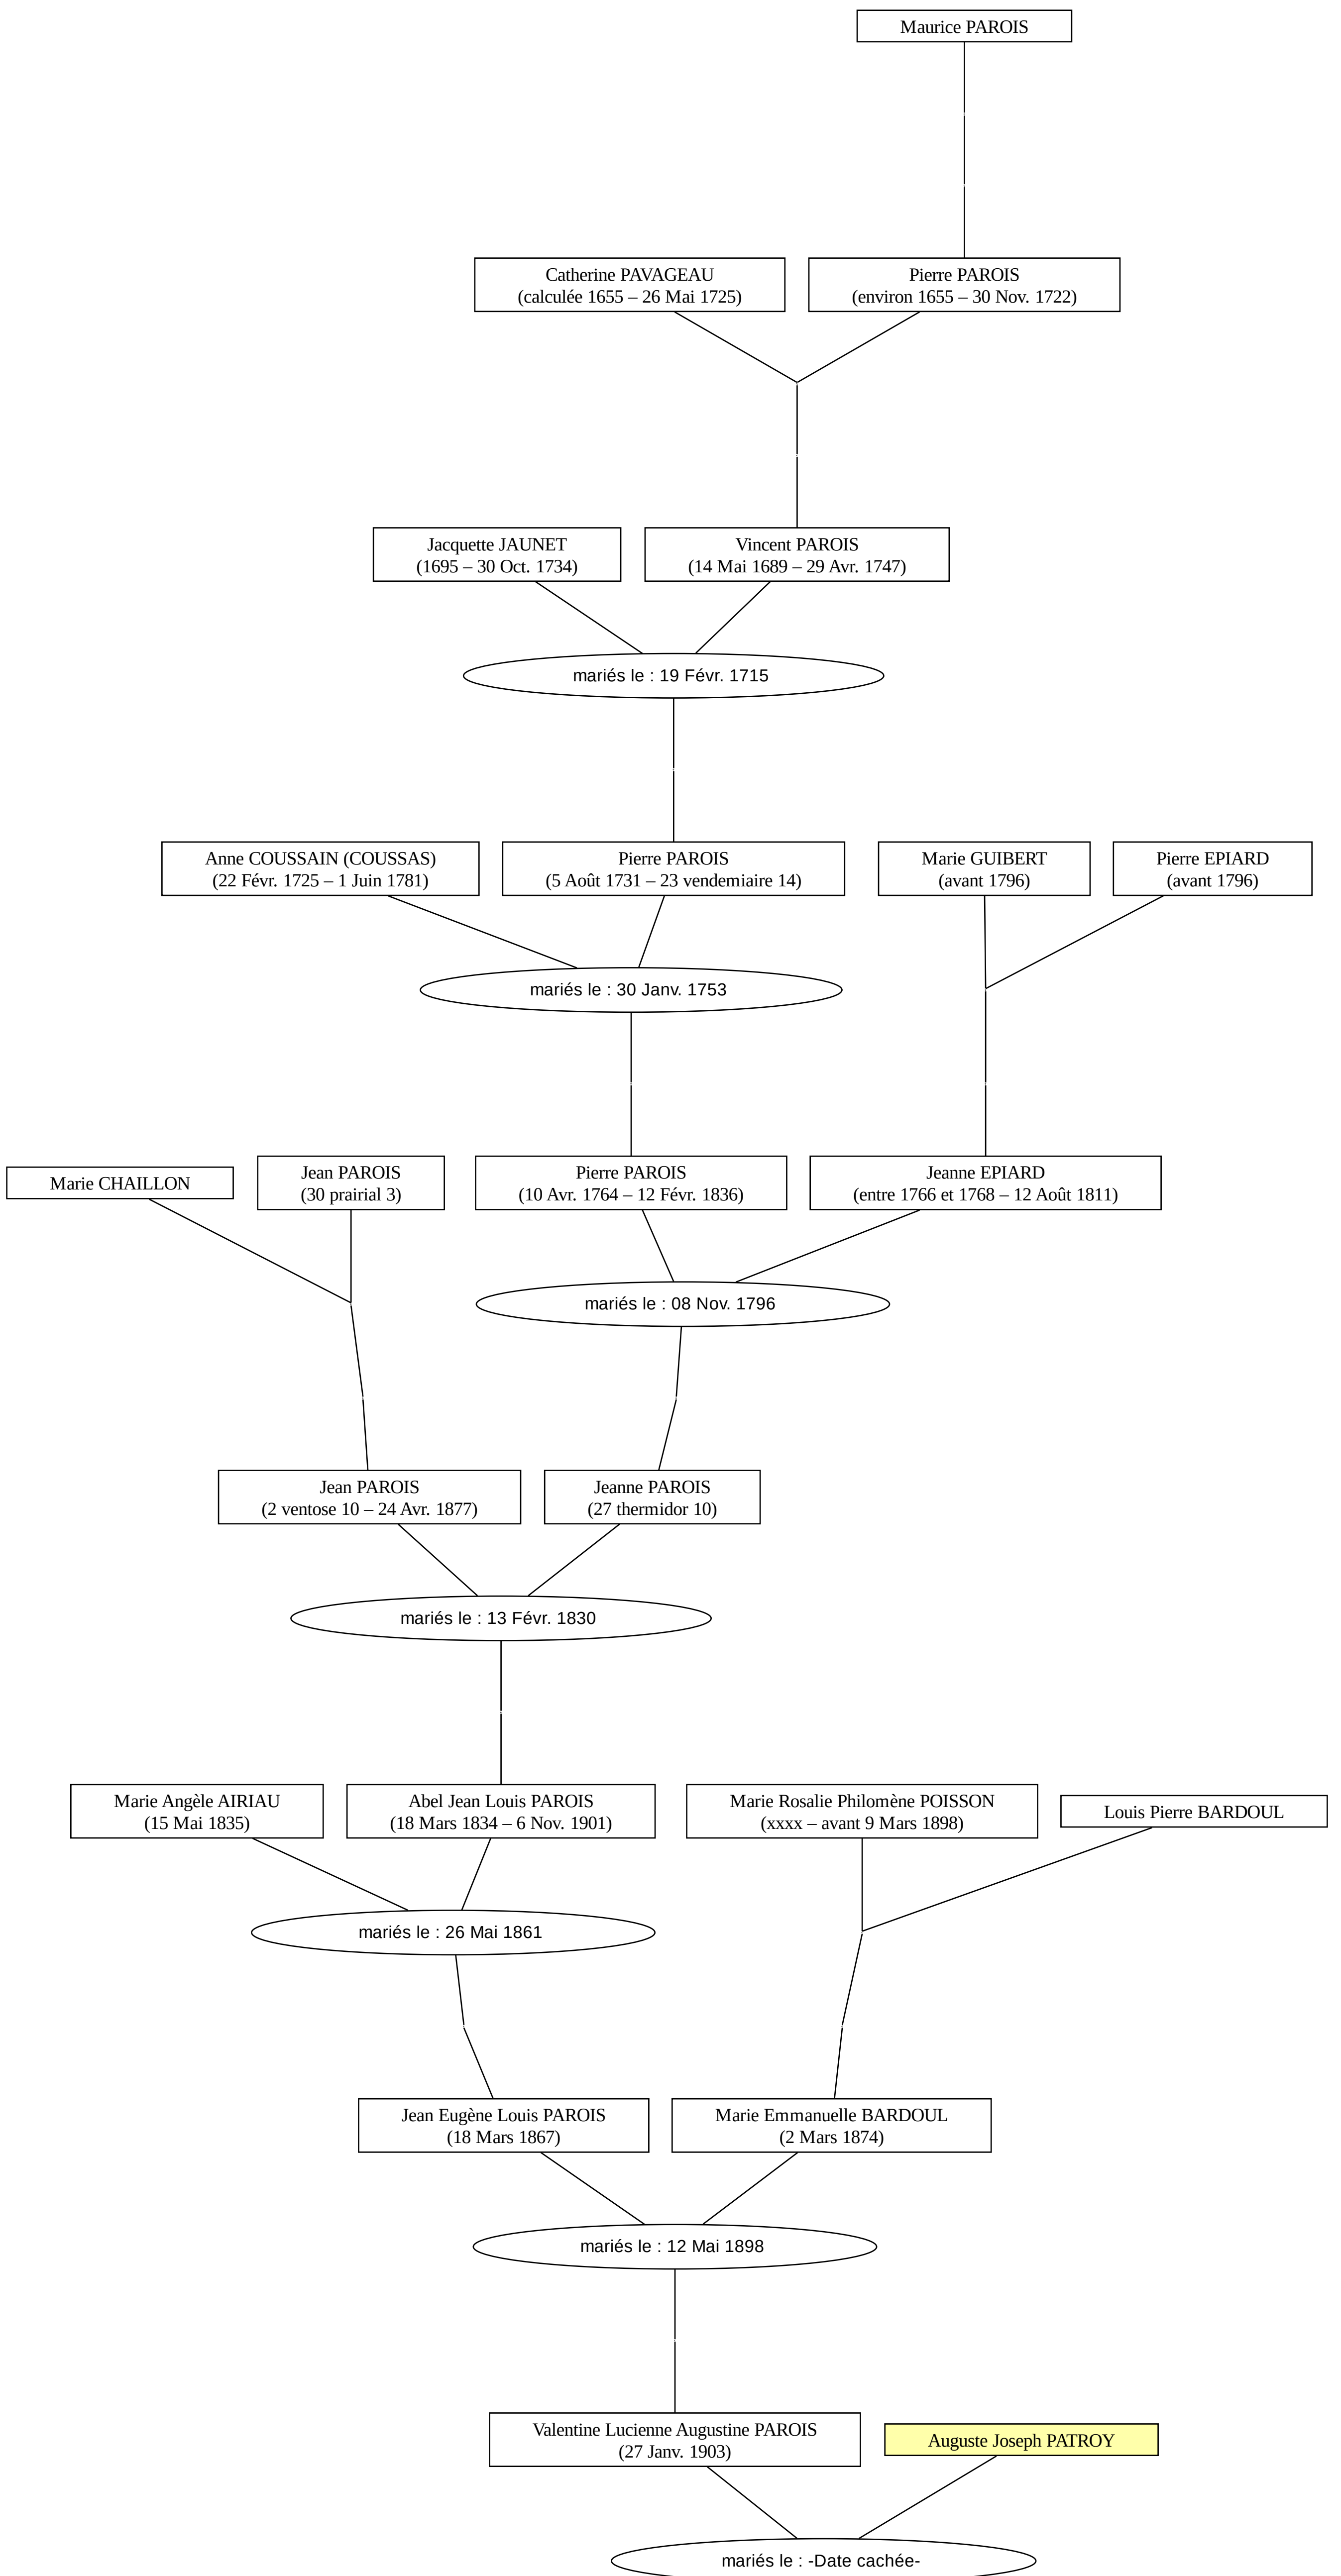 Maurice PAROIS
Catherine PAVAGEAU
(calculée 1655 – 26 Mai 1725)
Pierre PAROIS
(environ 1655 – 30 Nov. 1722)
Jacquette JAUNET
(1695 – 30 Oct. 1734)
Vincent PAROIS
(14 Mai 1689 – 29 Avr. 1747)
mariés le : 19 Févr. 1715
Anne COUSSAIN (COUSSAS)
(22 Févr. 1725 – 1 Juin 1781)
Pierre PAROIS
(5 Août 1731 – 23 vendemiaire 14)
Marie GUIBERT
(avant 1796)
Pierre EPIARD
(avant 1796)
mariés le : 30 Janv. 1753
Marie CHAILLON
Jean PAROIS
(30 prairial 3)
Pierre PAROIS
(10 Avr. 1764 – 12 Févr. 1836)
Jeanne EPIARD
(entre 1766 et 1768 – 12 Août 1811)
mariés le : 08 Nov. 1796
Jean PAROIS
(2 ventose 10 – 24 Avr. 1877)
Jeanne PAROIS
(27 thermidor 10)
mariés le : 13 Févr. 1830
Marie Angèle AIRIAU
(15 Mai 1835)
Abel Jean Louis PAROIS
(18 Mars 1834 – 6 Nov. 1901)
Marie Rosalie Philomène POISSON
(xxxx – avant 9 Mars 1898)
Louis Pierre BARDOUL
mariés le : 26 Mai 1861
Jean Eugène Louis PAROIS
(18 Mars 1867)
Marie Emmanuelle BARDOUL
(2 Mars 1874)
mariés le : 12 Mai 1898
Valentine Lucienne Augustine PAROIS
(27 Janv. 1903)
Auguste Joseph PATROY
mariés le : -Date cachée-